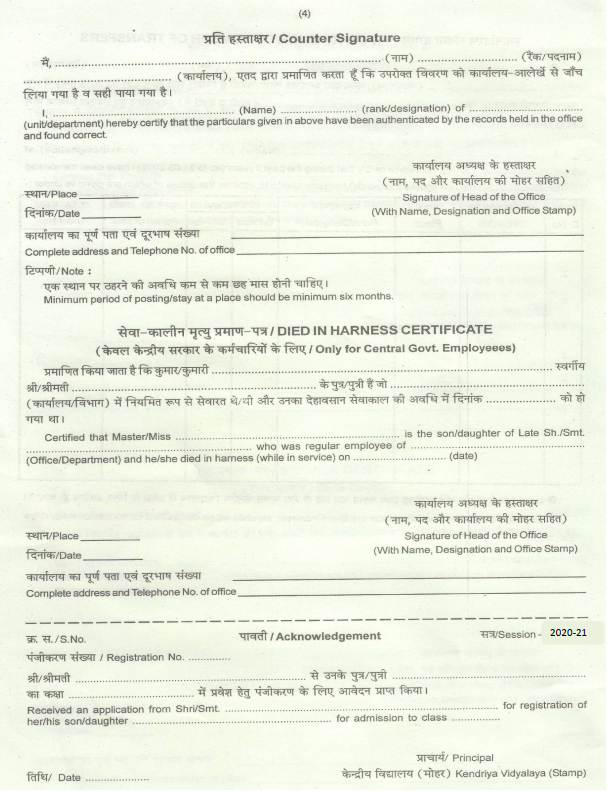 (4)
प्रति हस्ताक्षर / Counter Signature
मैं, ................ (नाम) ................ (रैंक/पदनाम)
................ (कार्यालय), एतद द्वारा प्रमाणित करता हूँ कि उपरोक्त विवरण को कार्यालय-आलेखें से जाँच
लिया गया है व सही पाया गया है।
I, ................ (Name) ................ (rank/designation) of ................
(unit/department) hereby certify that the particulars given in above have been authenticated by the records held in the office
and found correct.
कार्यालय अध्यक्ष के हस्ताक्षर
(नाम, पद और कार्यालय की मोहर सहित)
स्थान/Place ________ Signature of Head of the Office
दिनांक/Date ________ (With Name, Designation and Office Stamp)
कार्यालय का पूर्ण पता एवं दूरभाष संख्या ________
Complete address and Telephone No. of office ________
टिप्पणी/Note :
एक स्थान पर ठहरने की अवधि कम से कम छह मास होनी चाहिए।
Minimum period of posting/stay at a place should be minimum six months.
सेवा-कालीन मृत्यु प्रमाण-पत्र / DIED IN HARNESS CERTIFICATE
(केवल केन्द्रीय सरकार के कर्मचारियों के लिए / Only for Central Govt. Employeees)
प्रमाणित किया जाता है कि कुमार/कुमारी ................ स्वर्गीय
श्री/श्रीमती ................ के पुत्र/पुत्री हैं जो ................
(कार्यालय/विभाग) में नियमित रूप से सेवारत थे/थी और उनका देहावसान सेवाकाल की अवधि में दिनांक ................ को हो
गया था।
Certified that Master/Miss ................ is the son/daughter of Late Sh./Smt.
................ who was regular employee of ................
(Office/Department) and he/she died in harness (while in service) on ................ (date)
कार्यालय अध्यक्ष के हस्ताक्षर
(नाम, पद और कार्यालय की मोहर सहित)
स्थान/Place ________ Signature of Head of the Office
दिनांक/Date ________ (With Name, Designation and Office Stamp)
कार्यालय का पूर्ण पता एवं दूरभाष संख्या ________
Complete address and Telephone No. of office ________
क्र. स./S.No. पावती / Acknowledgement सत्र/Session - 2020-21
पंजीकरण संख्या / Registration No. ............
श्री/श्रीमती ................ से उनके पुत्र/पुत्री ................
का कक्षा ................ में प्रवेश हेतु पंजीकरण के लिए आवेदन प्राप्त किया।
Received an application from Shri/Smt. ................ for registration of
her/his son/daughter ................ for admission to class ............
प्राचार्य/ Principal
तिथि/ Date ............ केन्द्रीय विद्यालय (मोहर) Kendriya Vidyalaya (Stamp)